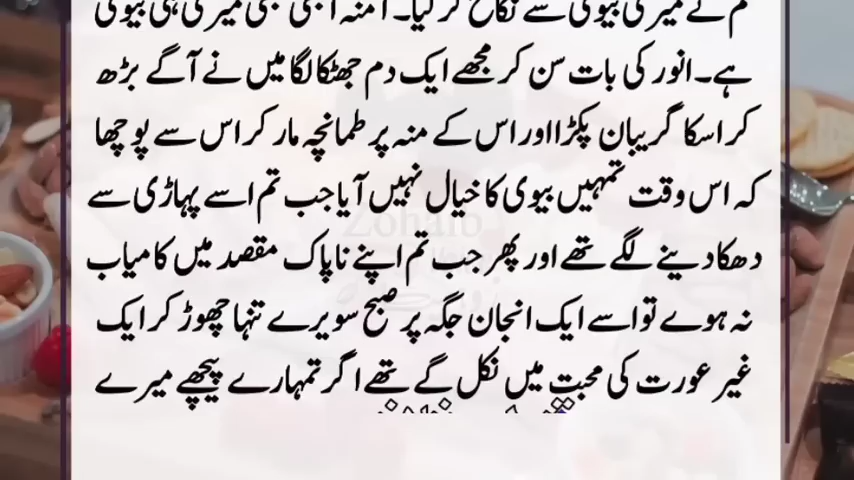 تم نے میری بیوی سے نکاح کر لیا۔ آمنہ ابھی بھی میری ہی بیوی
ہے۔ انور کی بات سن کر مجھے ایک دم جھٹکا لگا میں نے آگے بڑھ
کر اسکا گریبان پکڑا اور اس کے منہ پر طمانچہ مار کر اس سے پوچھا
کہ اس وقت تمہیں بیوی کا خیال نہیں آیا جب تم اسے پہاڑی سے
دھکا دینے لگے تھے اور پھر جب تم اپنے ناپاک مقصد میں کامیاب
نہ ہوے تو اسے ایک انجان جگہ پر صبح سویرے تنہا چھوڑ کر ایک
غیر عورت کی محبت میں نکل گے تھے اگر تمہارے پیچھے میرے
Zohaib